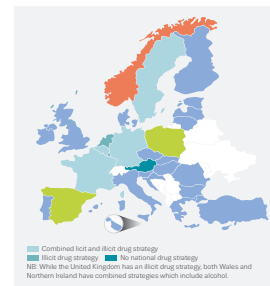 Combined licit and illicit drug strategy
Illicit drug strategy No national drug strategy
NB: While the United Kingdom has an illicit drug strategy, both Wales and
Northern Ireland have combined strategies which include alcohol.